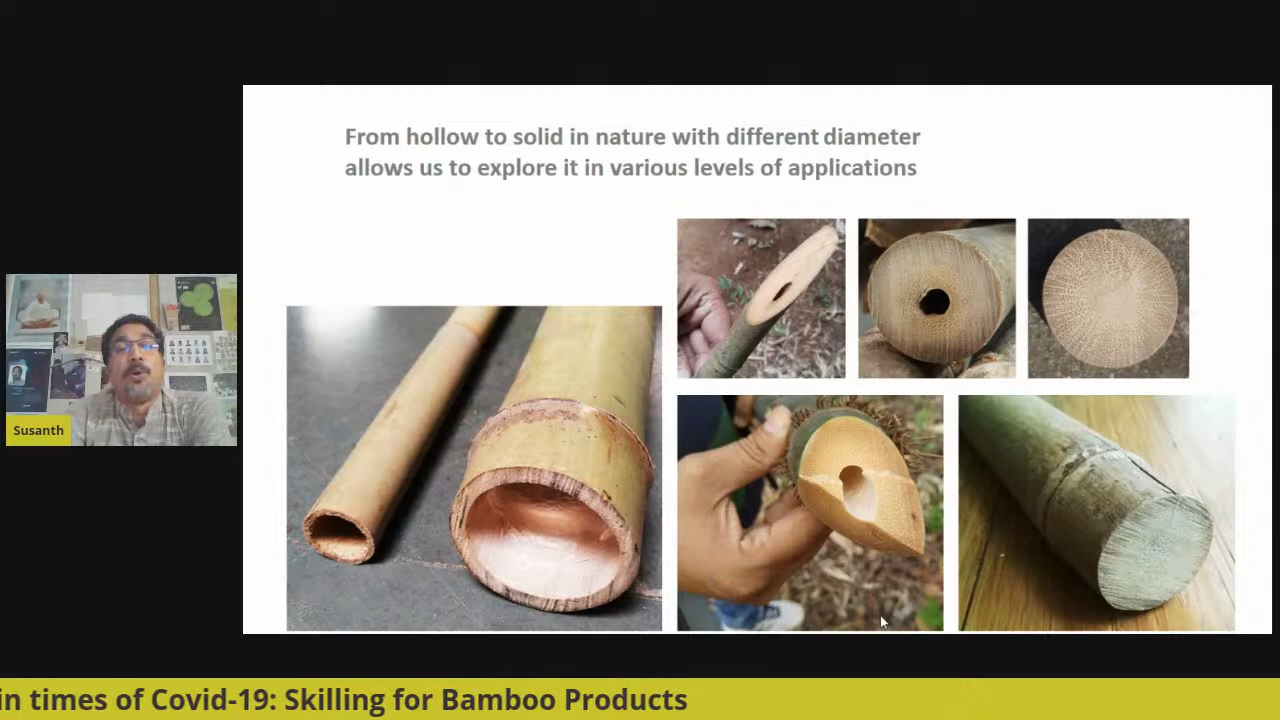 From hollow to solid in nature with different diameter
allows us to explore it in various levels of applications
Susanth
in times of Covid-19: Skilling for Bamboo Products